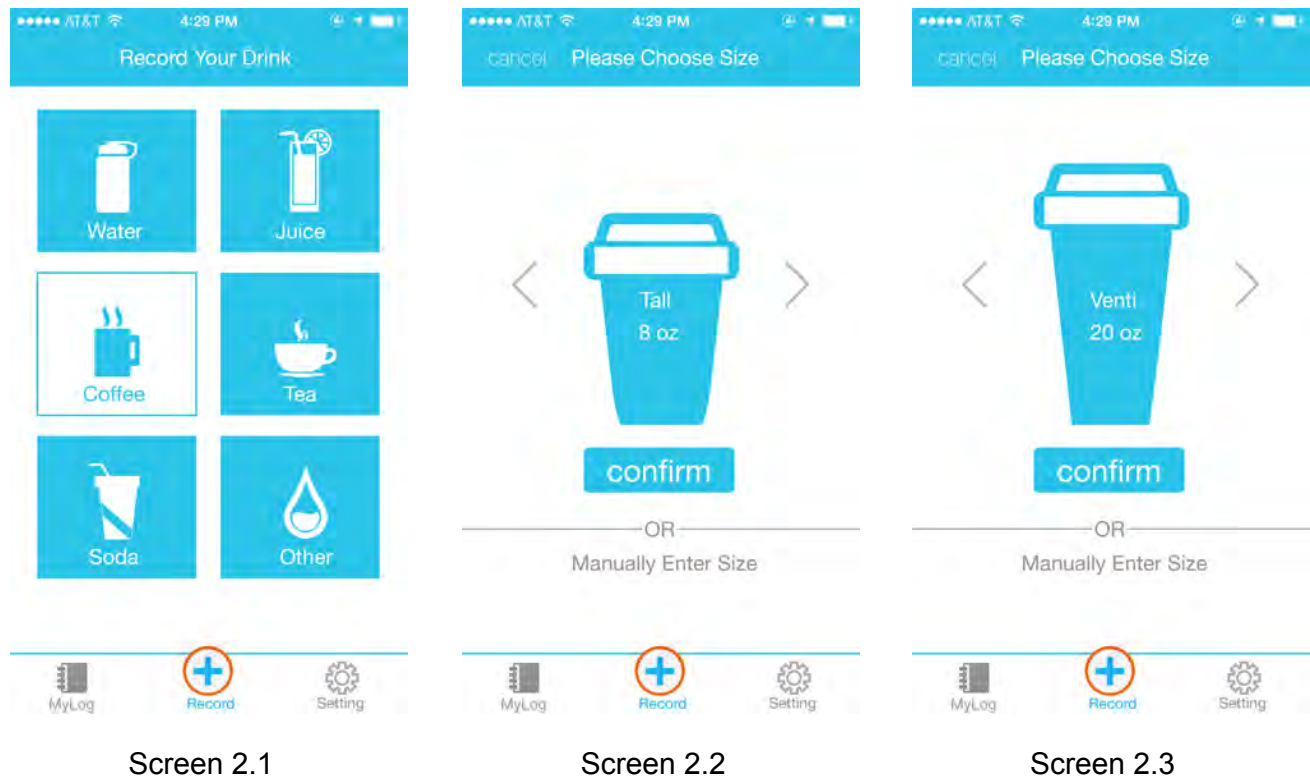 AT&T 4:29 PM
Record Your Drink
Water Juice
Coffee Tea
Soda Other
MyLog Record Setting
Screen 2.1
AT&T 4:29 PM
cancel Please Choose Size
Tall
8 oz
confirm
OR
Manually Enter Size
MyLog Record Setting
Screen 2.2
AT&T 4:29 PM
cancel Please Choose Size
Venti
20 oz
confirm
OR
Manually Enter Size
MyLog Record Setting
Screen 2.3